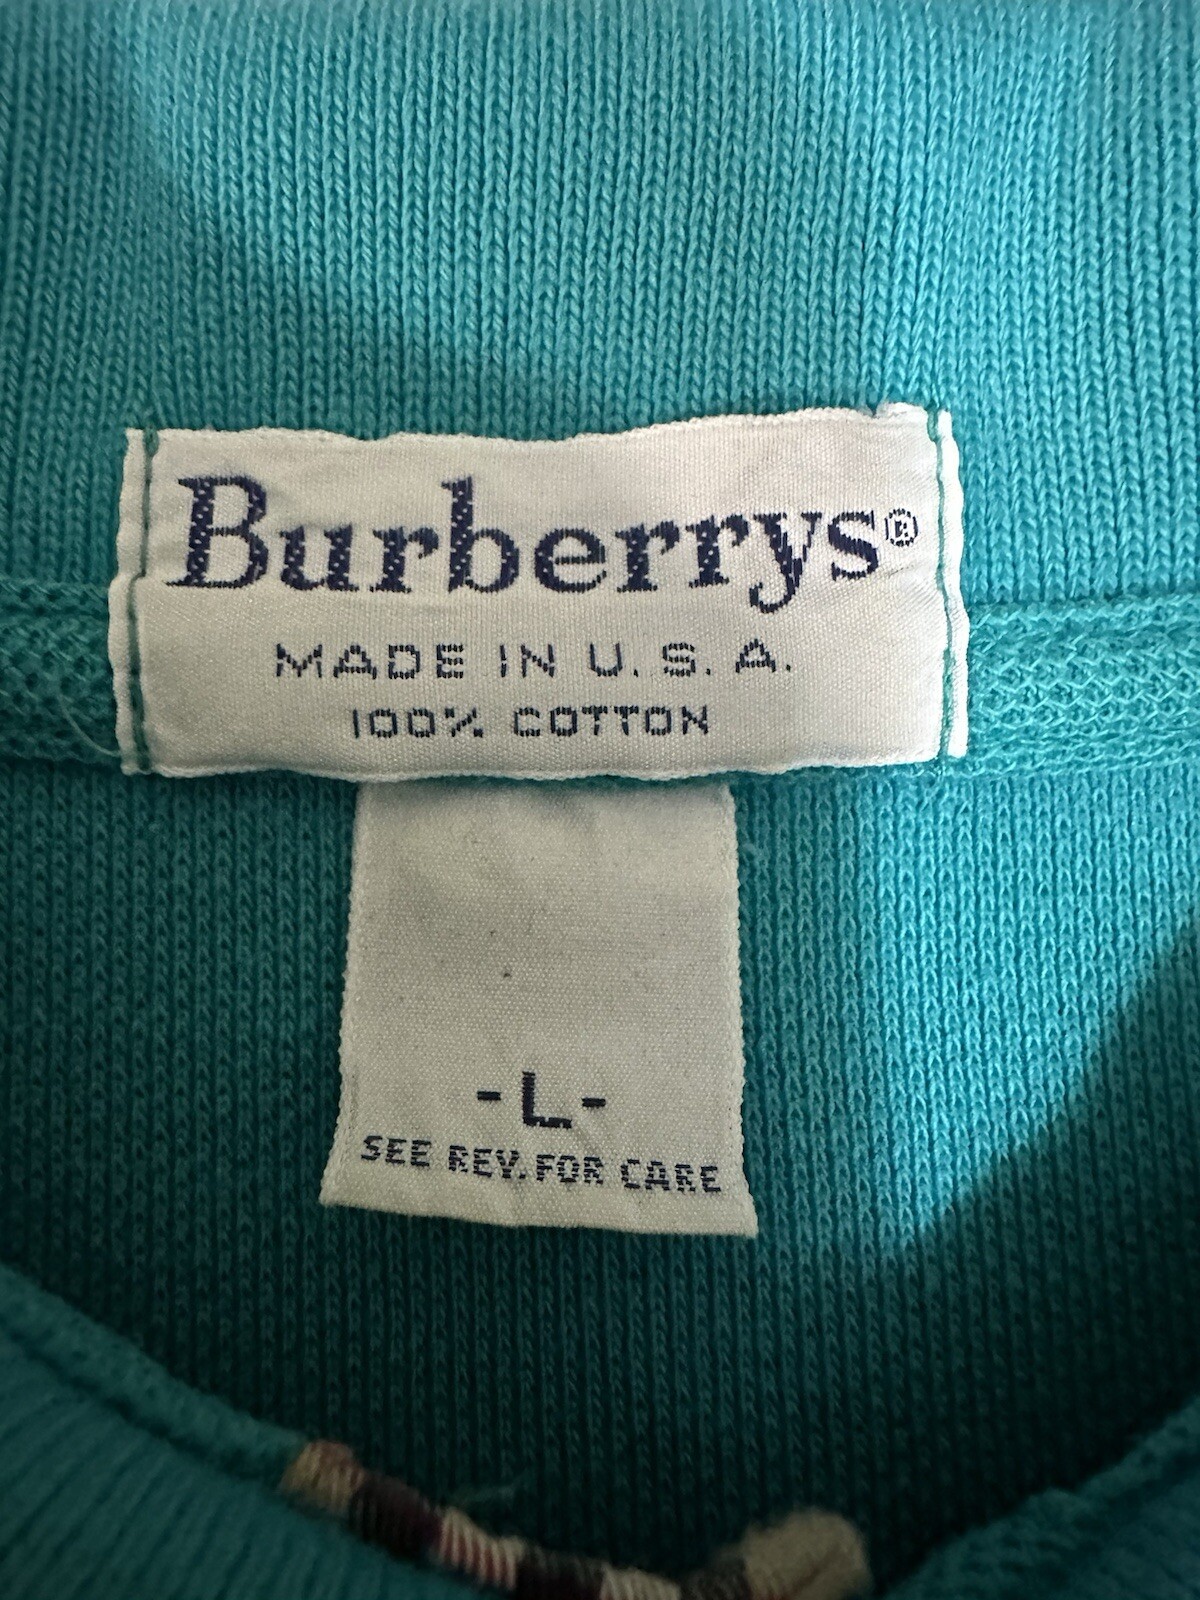 Burberrys®
MADE IN U.S.A.
100% COTTON
-L-
SEE REV. FOR CARE